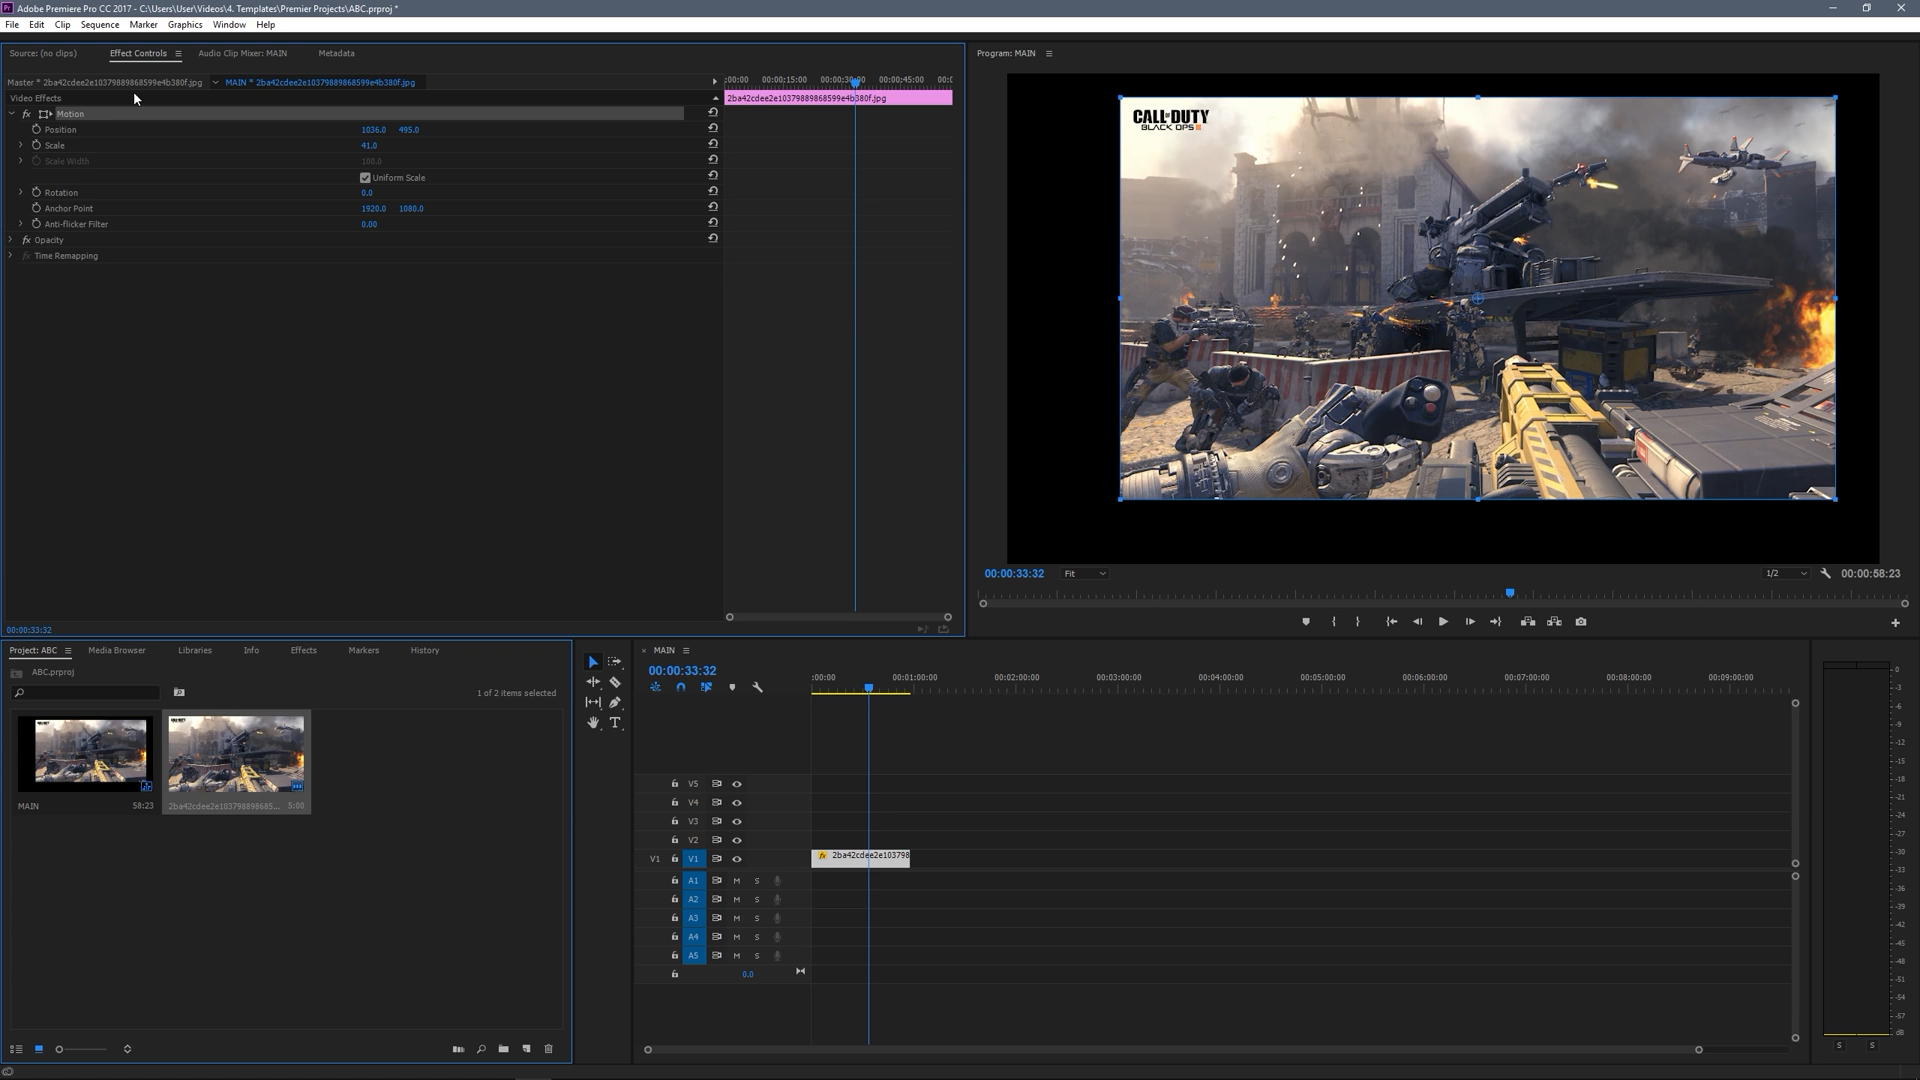 Adobe Premiere Pro CC 2017 - C:\Users\User\Videos\4. Templates\Premier Projects\ABC.prproj *
File Edit Clip Sequence Marker Graphics Window Help
Source: (no clips) Effect Controls Audio Clip Mixer: MAIN Metadata
Master * 2ba42cdee2e10379889868599e4b380f.jpg MAIN * 2ba42cdee2e10379889868599e4b380f.jpg
:00:00 00:00:15:00 00:00:30:00 00:00:45:00 00:0
Video Effects
2ba42cdee2e10379889868599e4b380f.jpg
fx Motion
Position 1036.0 495.0
Scale 41.0
Scale Width 100.0
Uniform Scale
Rotation 0.0
Anchor Point 1920.0 1080.0
Anti-flicker Filter 0.00
fx Opacity
fx Time Remapping
00:00:33:32
Program: MAIN
CALL OF DUTY
BLACK OPS III
00:00:33:32 Fit 1/2 00:00:58:23
Project: ABC Media Browser Libraries Info Effects Markers History
ABC.prproj
1 of 2 items selected
MAIN 58:23
2ba42cdee2e103798898685... 5:00
T
× MAIN
00:00:33:32
:00:00 00:01:00:00 00:02:00:00 00:03:00:00 00:04:00:00 00:05:00:00 00:06:00:00 00:07:00:00 00:08:00:00 00:09:00:00
V5
V4
V3
V2
V1 V1
fx 2ba42cdee2e103798
A1 M S
A2 M S
A3 M S
A4 M S
A5 M S
0.0
0
-3
-6
-9
-12
-15
-18
-21
-24
-27
-30
-33
-36
-39
-42
-45
-48
-51
-54
-57
dB
S S